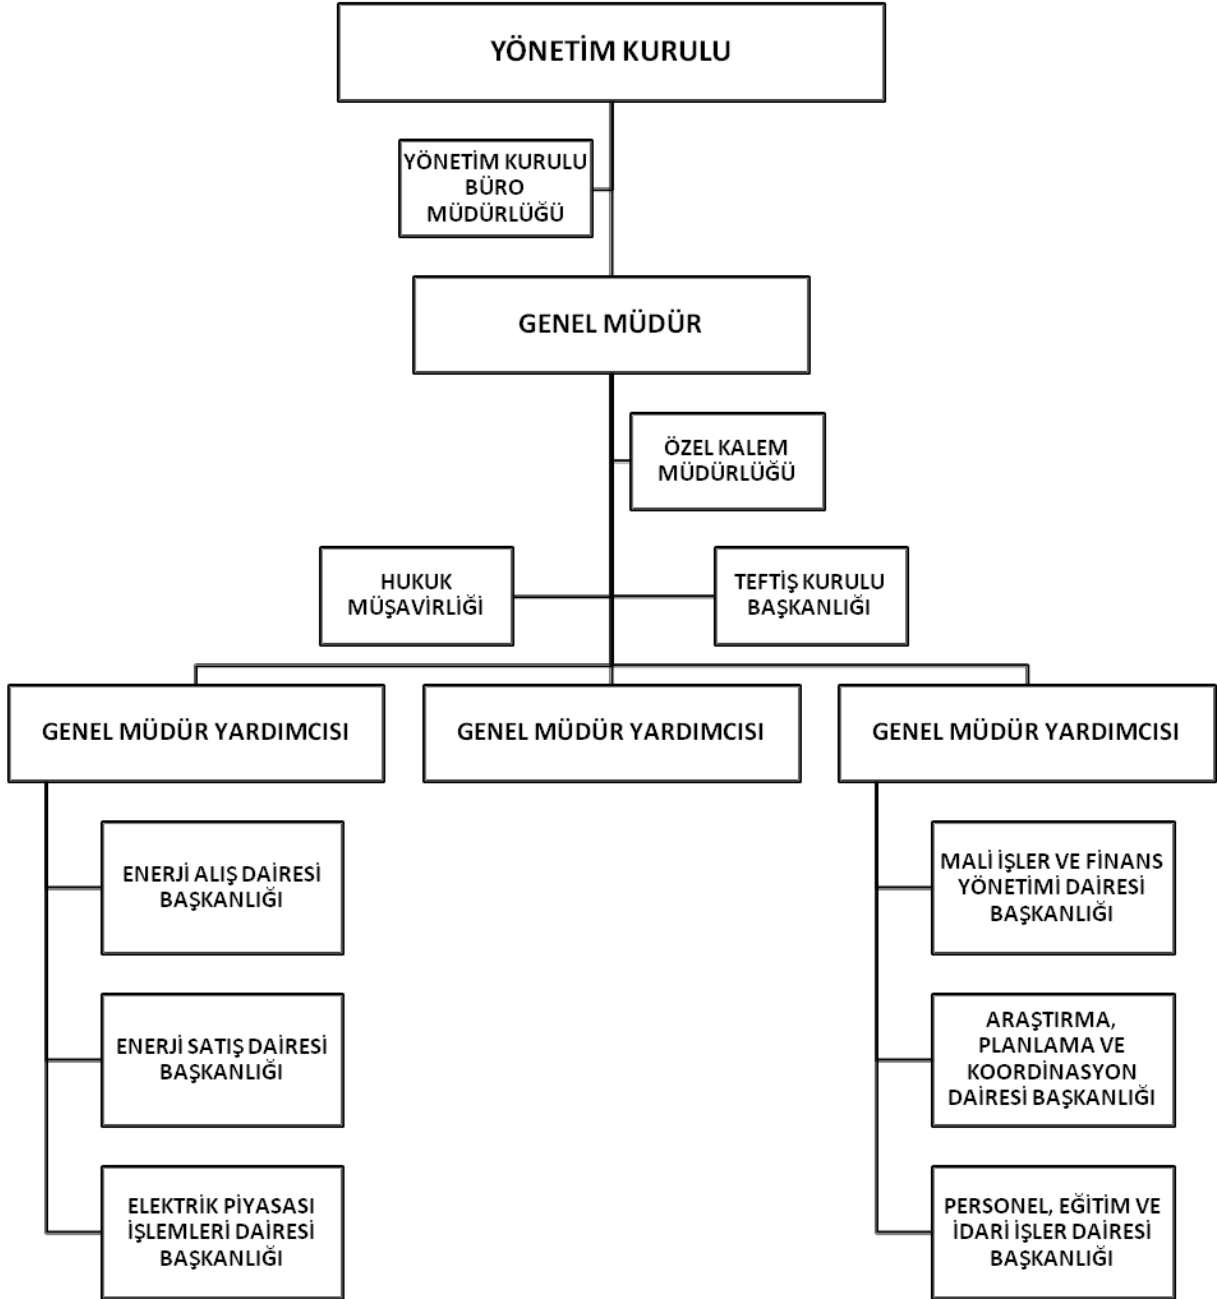 YÖNETİM KURULU
YÖNETİM KURULU
BÜRO
MÜDÜRLÜĞÜ
GENEL MÜDÜR
ÖZEL KALEM
MÜDÜRLÜĞÜ
HUKUK
MÜŞAVİRLİĞİ
TEFTİŞ KURULU
BAŞKANLIĞI
GENEL MÜDÜR YARDIMCISI
GENEL MÜDÜR YARDIMCISI
GENEL MÜDÜR YARDIMCISI
ENERJİ ALIŞ DAİRESİ
BAŞKANLIĞI
ENERJİ SATIŞ DAİRESİ
BAŞKANLIĞI
ELEKTRİK PİYASASI
İŞLEMLERİ DAİRESİ
BAŞKANLIĞI
MALİ İŞLER VE FİNANS
YÖNETİMİ DAİRESİ
BAŞKANLIĞI
ARAŞTIRMA,
PLANLAMA VE
KOORDİNASYON
DAİRESİ BAŞKANLIĞI
PERSONEL, EĞİTİM VE
İDARİ İŞLER DAİRESİ
BAŞKANLIĞI